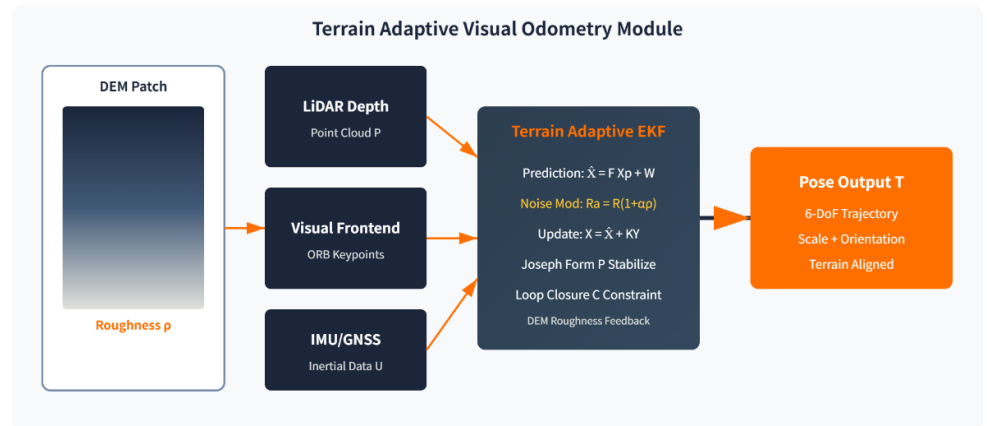 Terrain Adaptive Visual Odometry Module
DEM Patch
Roughness ρ
LiDAR Depth
Point Cloud P
Visual Frontend
ORB Keypoints
IMU/GNSS
Inertial Data U
Terrain Adaptive EKF
Prediction: X̂ = F Xp + W
Noise Mod: Ra = R(1+αρ)
Update: X = X̂ + KY
Joseph Form P Stabilize
Loop Closure C Constraint
DEM Roughness Feedback
Pose Output T
6-DoF Trajectory
Scale + Orientation
Terrain Aligned